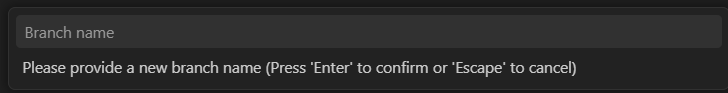 Branch name
Please provide a new branch name (Press 'Enter' to confirm or 'Escape' to cancel)